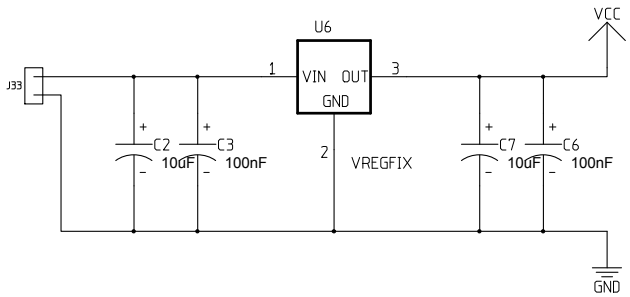 VCC
U6
J33
1
VIN OUT
3
GND
+
C2
10uF
-
+
C3
100nF
-
2
VREGFIX
+
C7
10uF
-
+
C6
100nF
-
GND